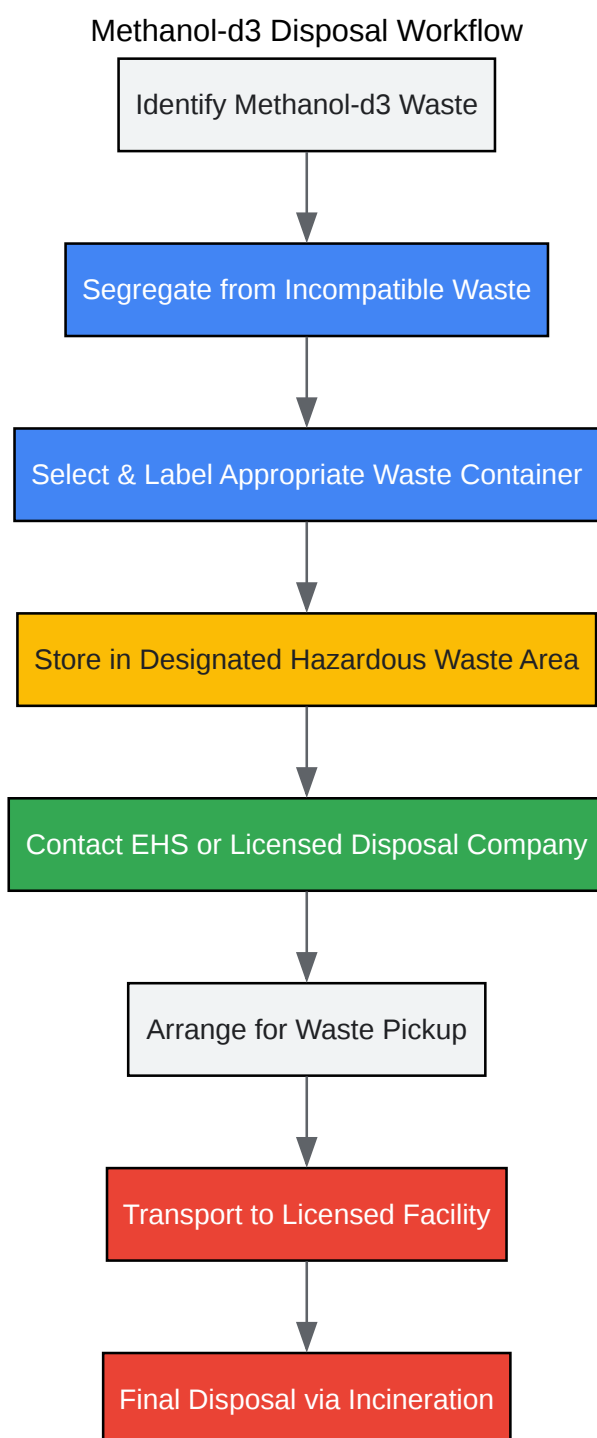 Methanol-d3 Disposal Workflow
Identify Methanol-d3 Waste
Segregate from Incompatible Waste
Select & Label Appropriate Waste Container
Store in Designated Hazardous Waste Area
Contact EHS or Licensed Disposal Company
Arrange for Waste Pickup
Transport to Licensed Facility
Final Disposal via Incineration